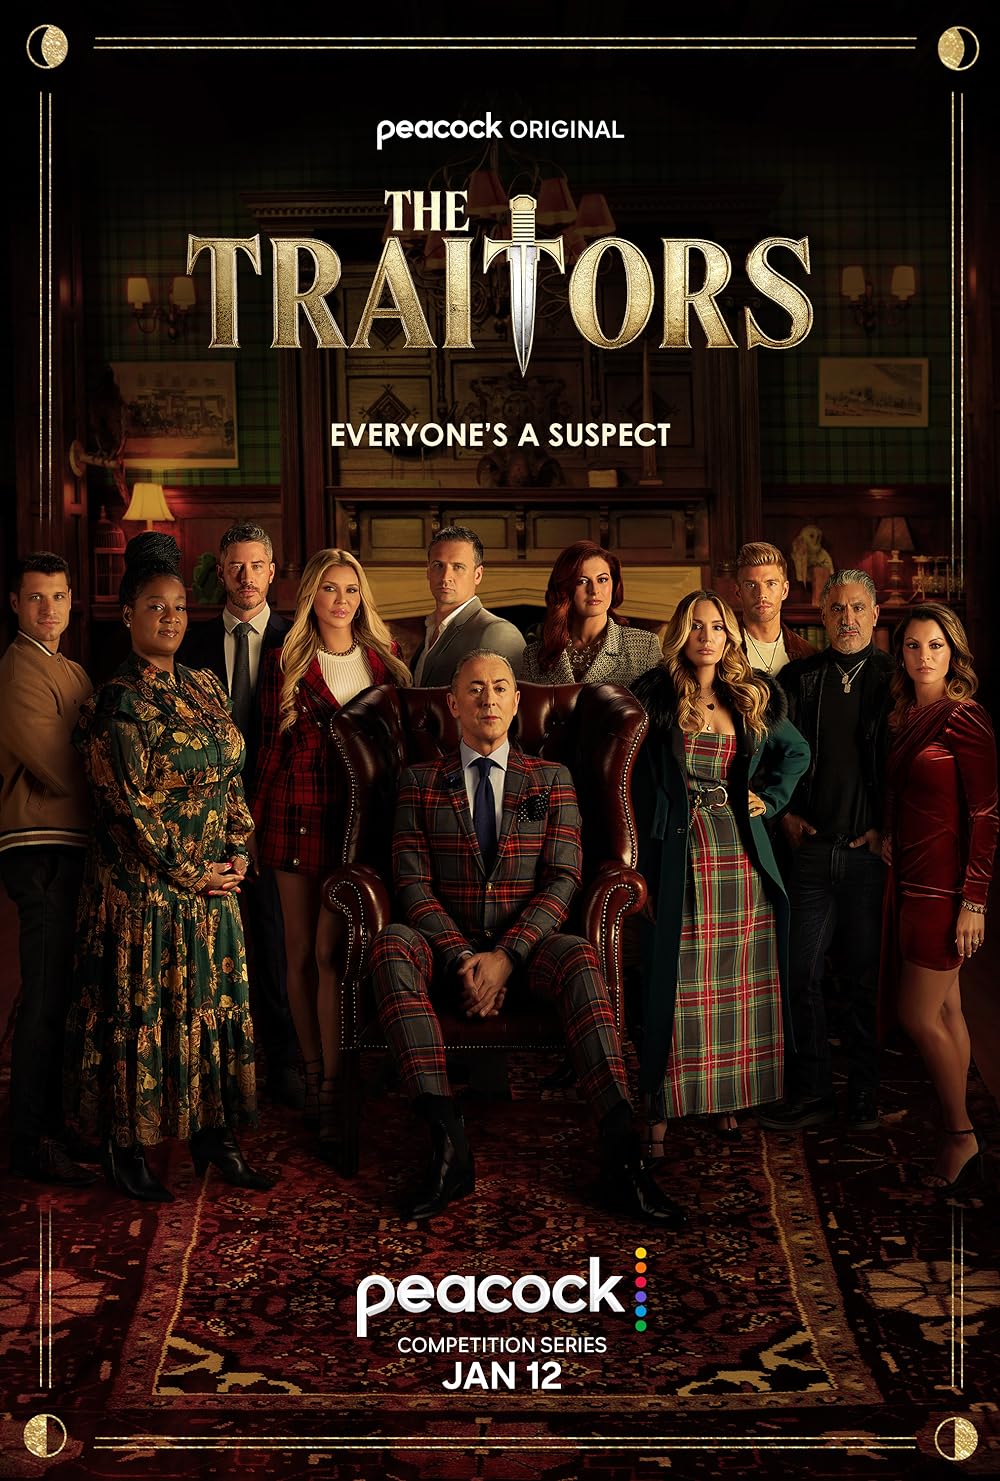 peacock ORIGINAL
THE
TRAITORS
EVERYONE'S A SUSPECT
peacock
COMPETITION SERIES
JAN 12